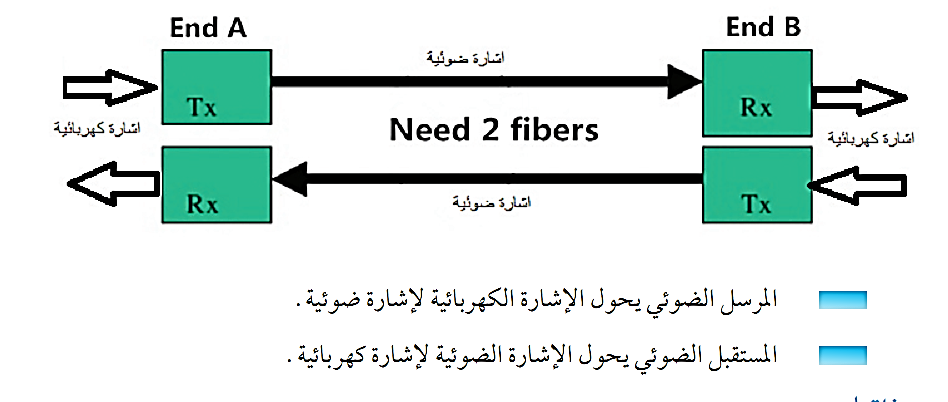 End A
End B
اشارة ضوئية
Tx
Rx
اشارة كهربائية
Need 2 fibers
اشارة كهربائية
Rx
Tx
اشارة ضوئية
المرسل الضوئي يحول الإشارة الكهربائية لإشارة ضوئية .
المستقبل الضوئي يحول الإشارة الضوئية لإشارة كهربائية .